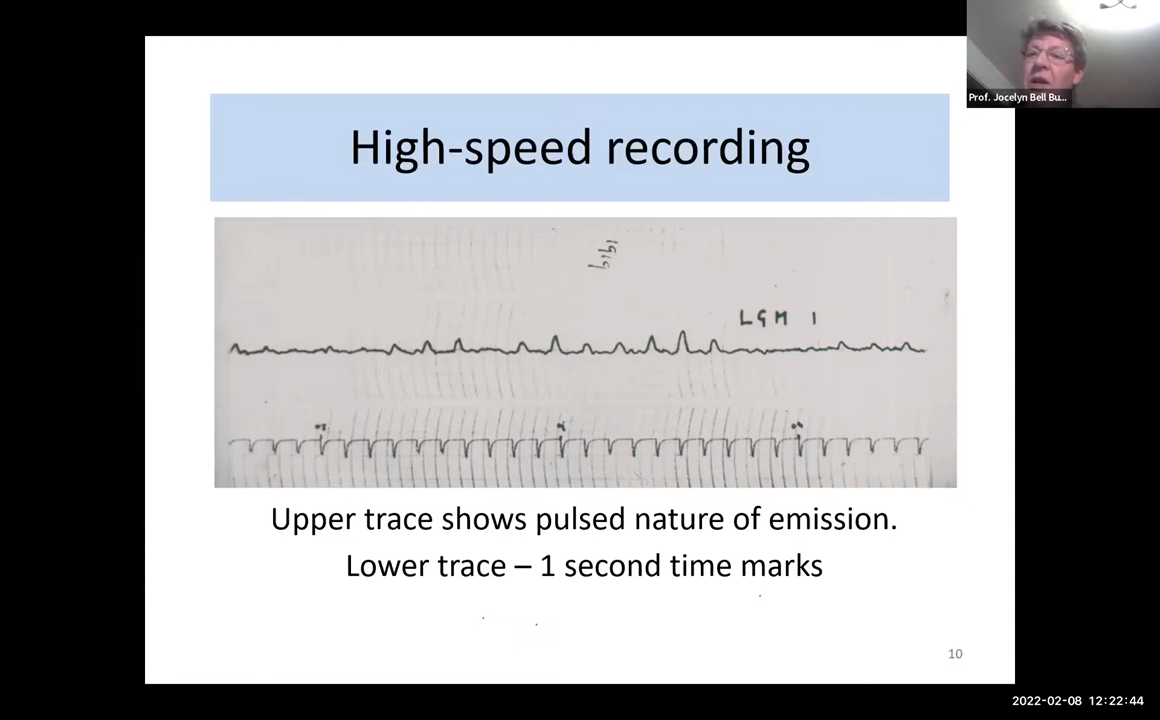 Prof. Jocelyn Bell Bu...
High-speed recording
LGM 1
Upper trace shows pulsed nature of emission.
Lower trace – 1 second time marks
10
2022-02-08 12:22:44